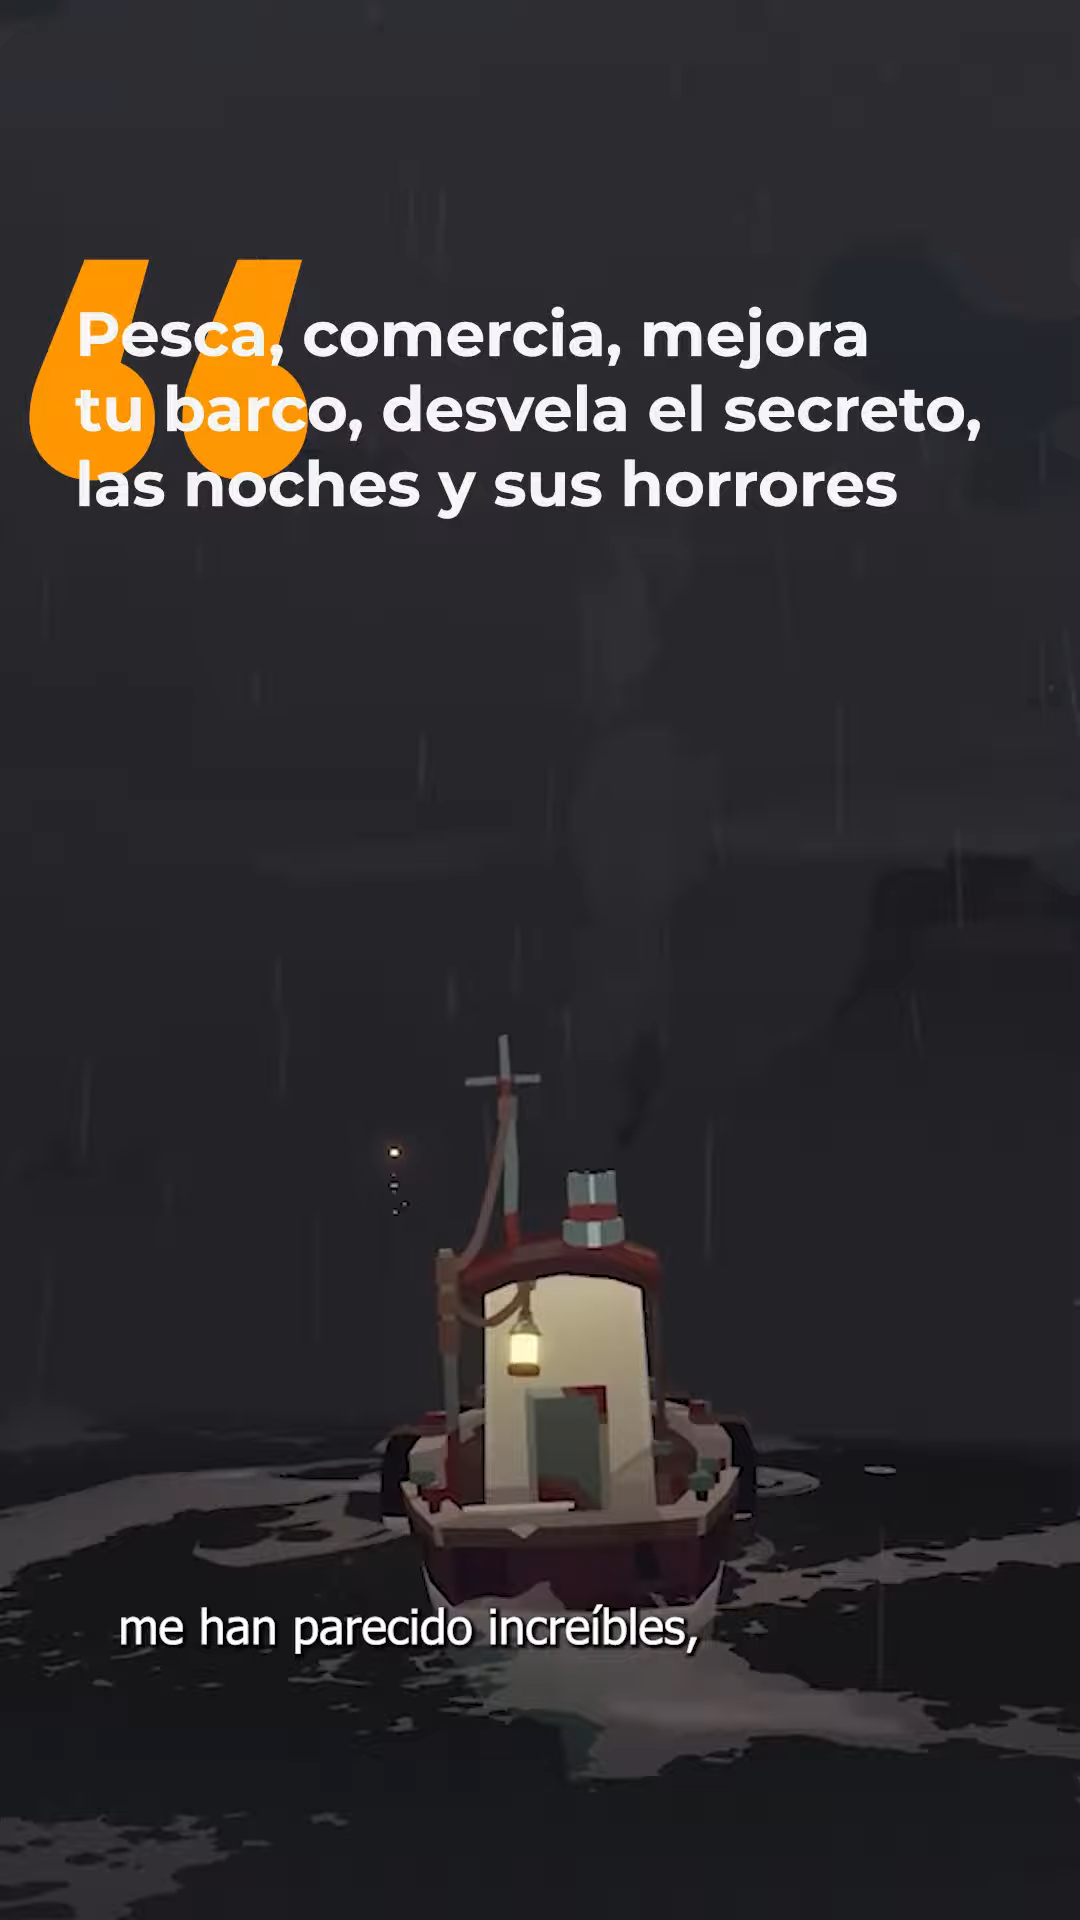 Pesca, comercia, mejora
tu barco, desvela el secreto,
las noches y sus horrores
me han parecido increíbles,